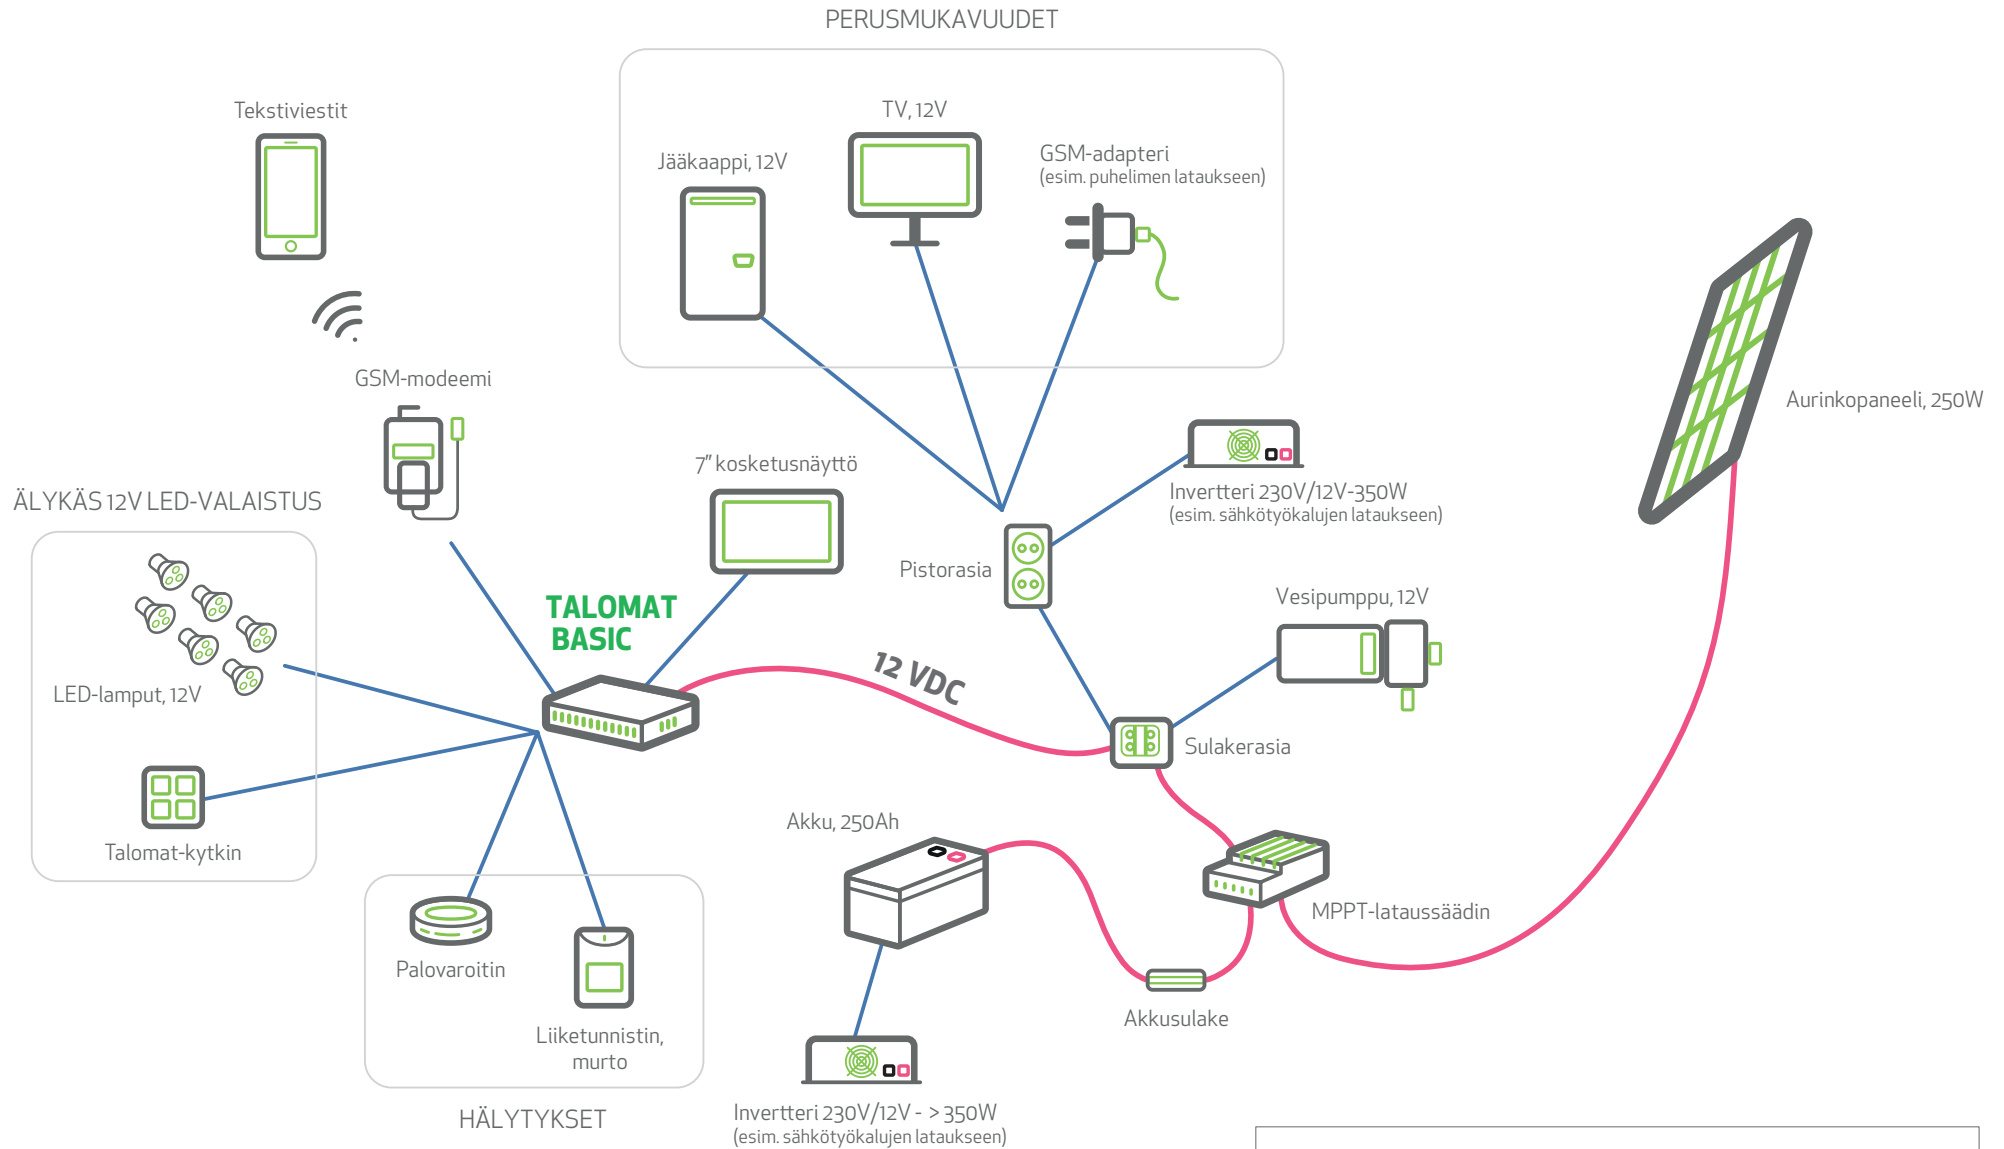 PERUSMUKAVUUDET
Tekstiviestit
TV, 12V
Jääkaappi, 12V
GSM-adapteri
(esim. puhelimen lataukseen)
GSM-modeemi
Aurinkopaneeli, 250W
7" kosketusnäyttö
Invertteri 230V/12V-350W
(esim. sähkötyökalujen lataukseen)
ÄLYKÄS 12V LED-VALAISTUS
Pistorasia
Vesipumppu, 12V
TALOMAT
BASIC
12 VDC
LED-lamput, 12V
Sulakerasia
Akku, 250Ah
Talomat-kytkin
MPPT-lataussäädin
Palovaroitin
Akkusulake
Liiketunnistin,
murto
HÄLYTYKSET
Invertteri 230V/12V - > 350W
(esim. sähkötyökalujen lataukseen)